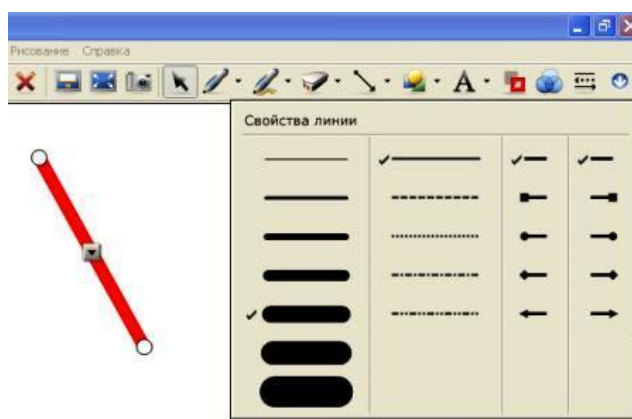 Рисование Справка
A
Свойства линии